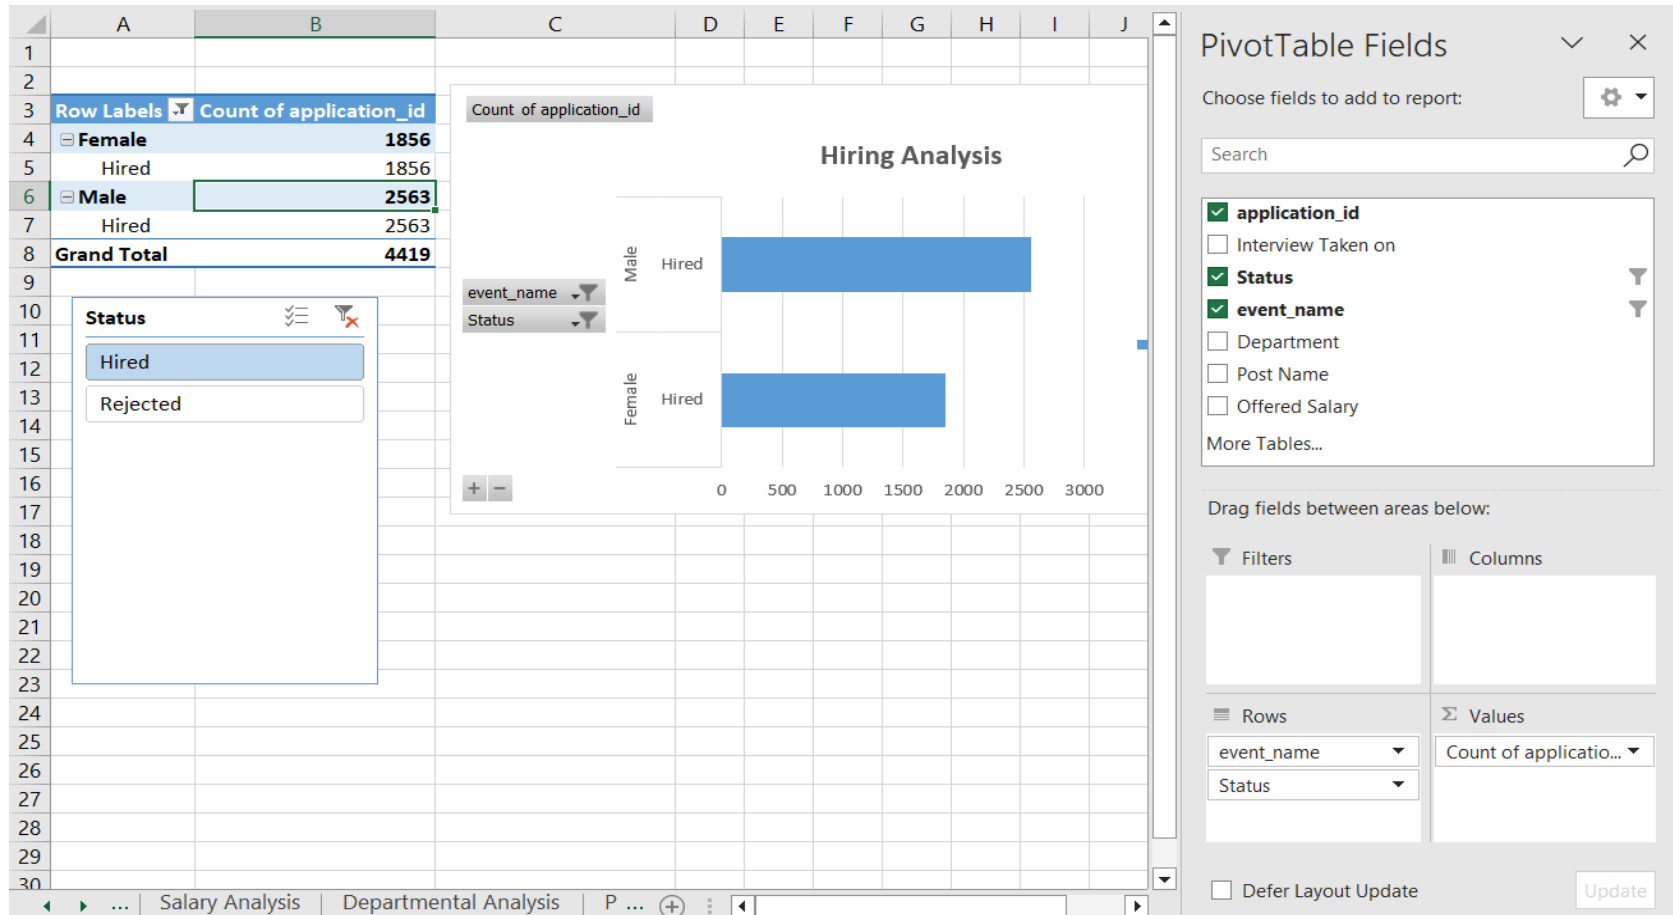 A B C D E F G H I J
1
2
3 Row Labels Count of application_id
4 Female 1856
5 Hired 1856
6 Male 2563
7 Hired 2563
8 Grand Total 4419
9
10
11
12
13
14
15
16
17
18
19
20
21
22
23
24
25
26
27
28
29
30
Status
Hired
Rejected
Count of application_id
Hiring Analysis
event_name
Status
Male Hired
Female Hired
+ −
0 500 1000 1500 2000 2500 3000
... Salary Analysis Departmental Analysis P ...
PivotTable Fields
Choose fields to add to report:
Search
application_id
Interview Taken on
Status
event_name
Department
Post Name
Offered Salary
More Tables...
Drag fields between areas below:
Filters
Columns
Rows
Σ Values
event_name
Status
Count of applicatio...
Defer Layout Update
Update